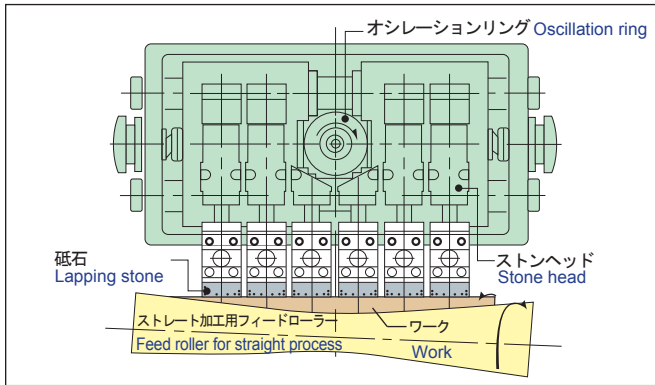 オシレーションリング Oscillation ring
砥石
Lapping stone
ストンヘッド
Stone head
ストレート加工用フィードローラー
Feed roller for straight process
ワーク
Work